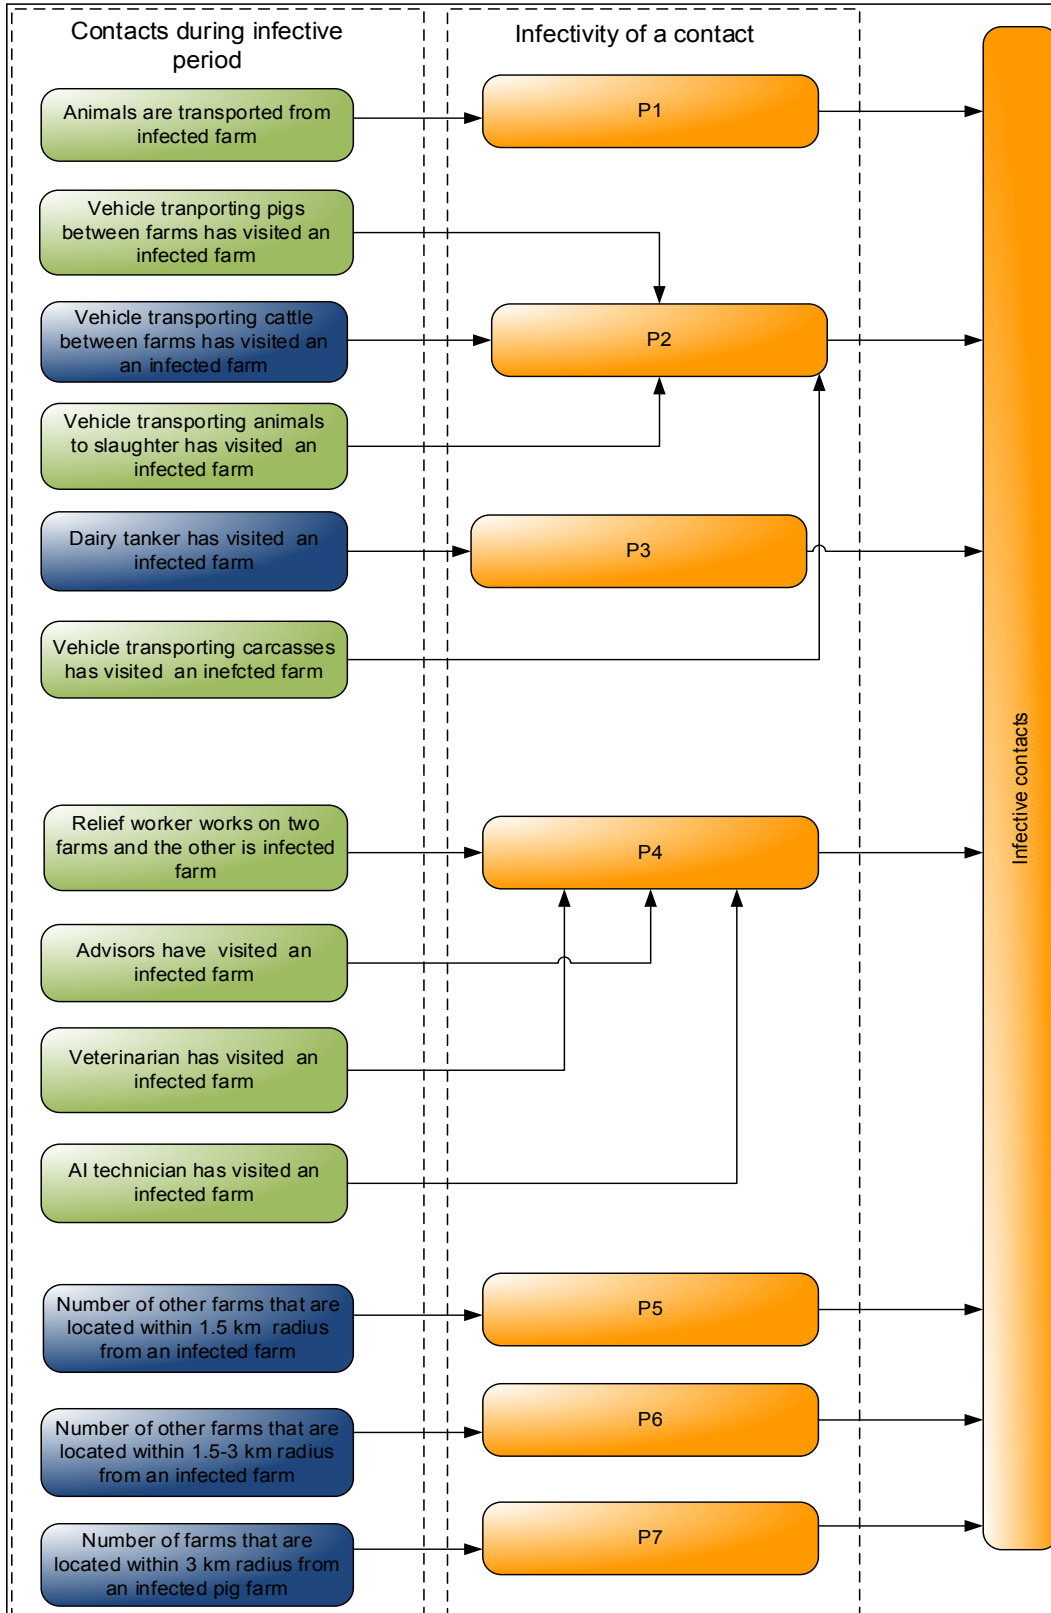 Contacts during infective
period
Infectivity of a contact
Animals are transported from
infected farm
P1
Vehicle tranporting pigs
between farms has visited an
infected farm
Vehicle transporting cattle
between farms has visited an
an infected farm
P2
Vehicle transporting animals
to slaughter has visited an
infected farm
Dairy tanker has visited an
infected farm
P3
Vehicle transporting carcasses
has visited an inefcted farm
Infective contacts
Relief worker works on two
farms and the other is infected
farm
P4
Advisors have visited an
infected farm
Veterinarian has visited an
infected farm
AI technician has visited an
infected farm
Number of other farms that are
located within 1.5 km radius
from an infected farm
P5
Number of other farms that are
located within 1.5-3 km radius
from an infected farm
P6
Number of farms that are
located within 3 km radius from
an infected pig farm
P7